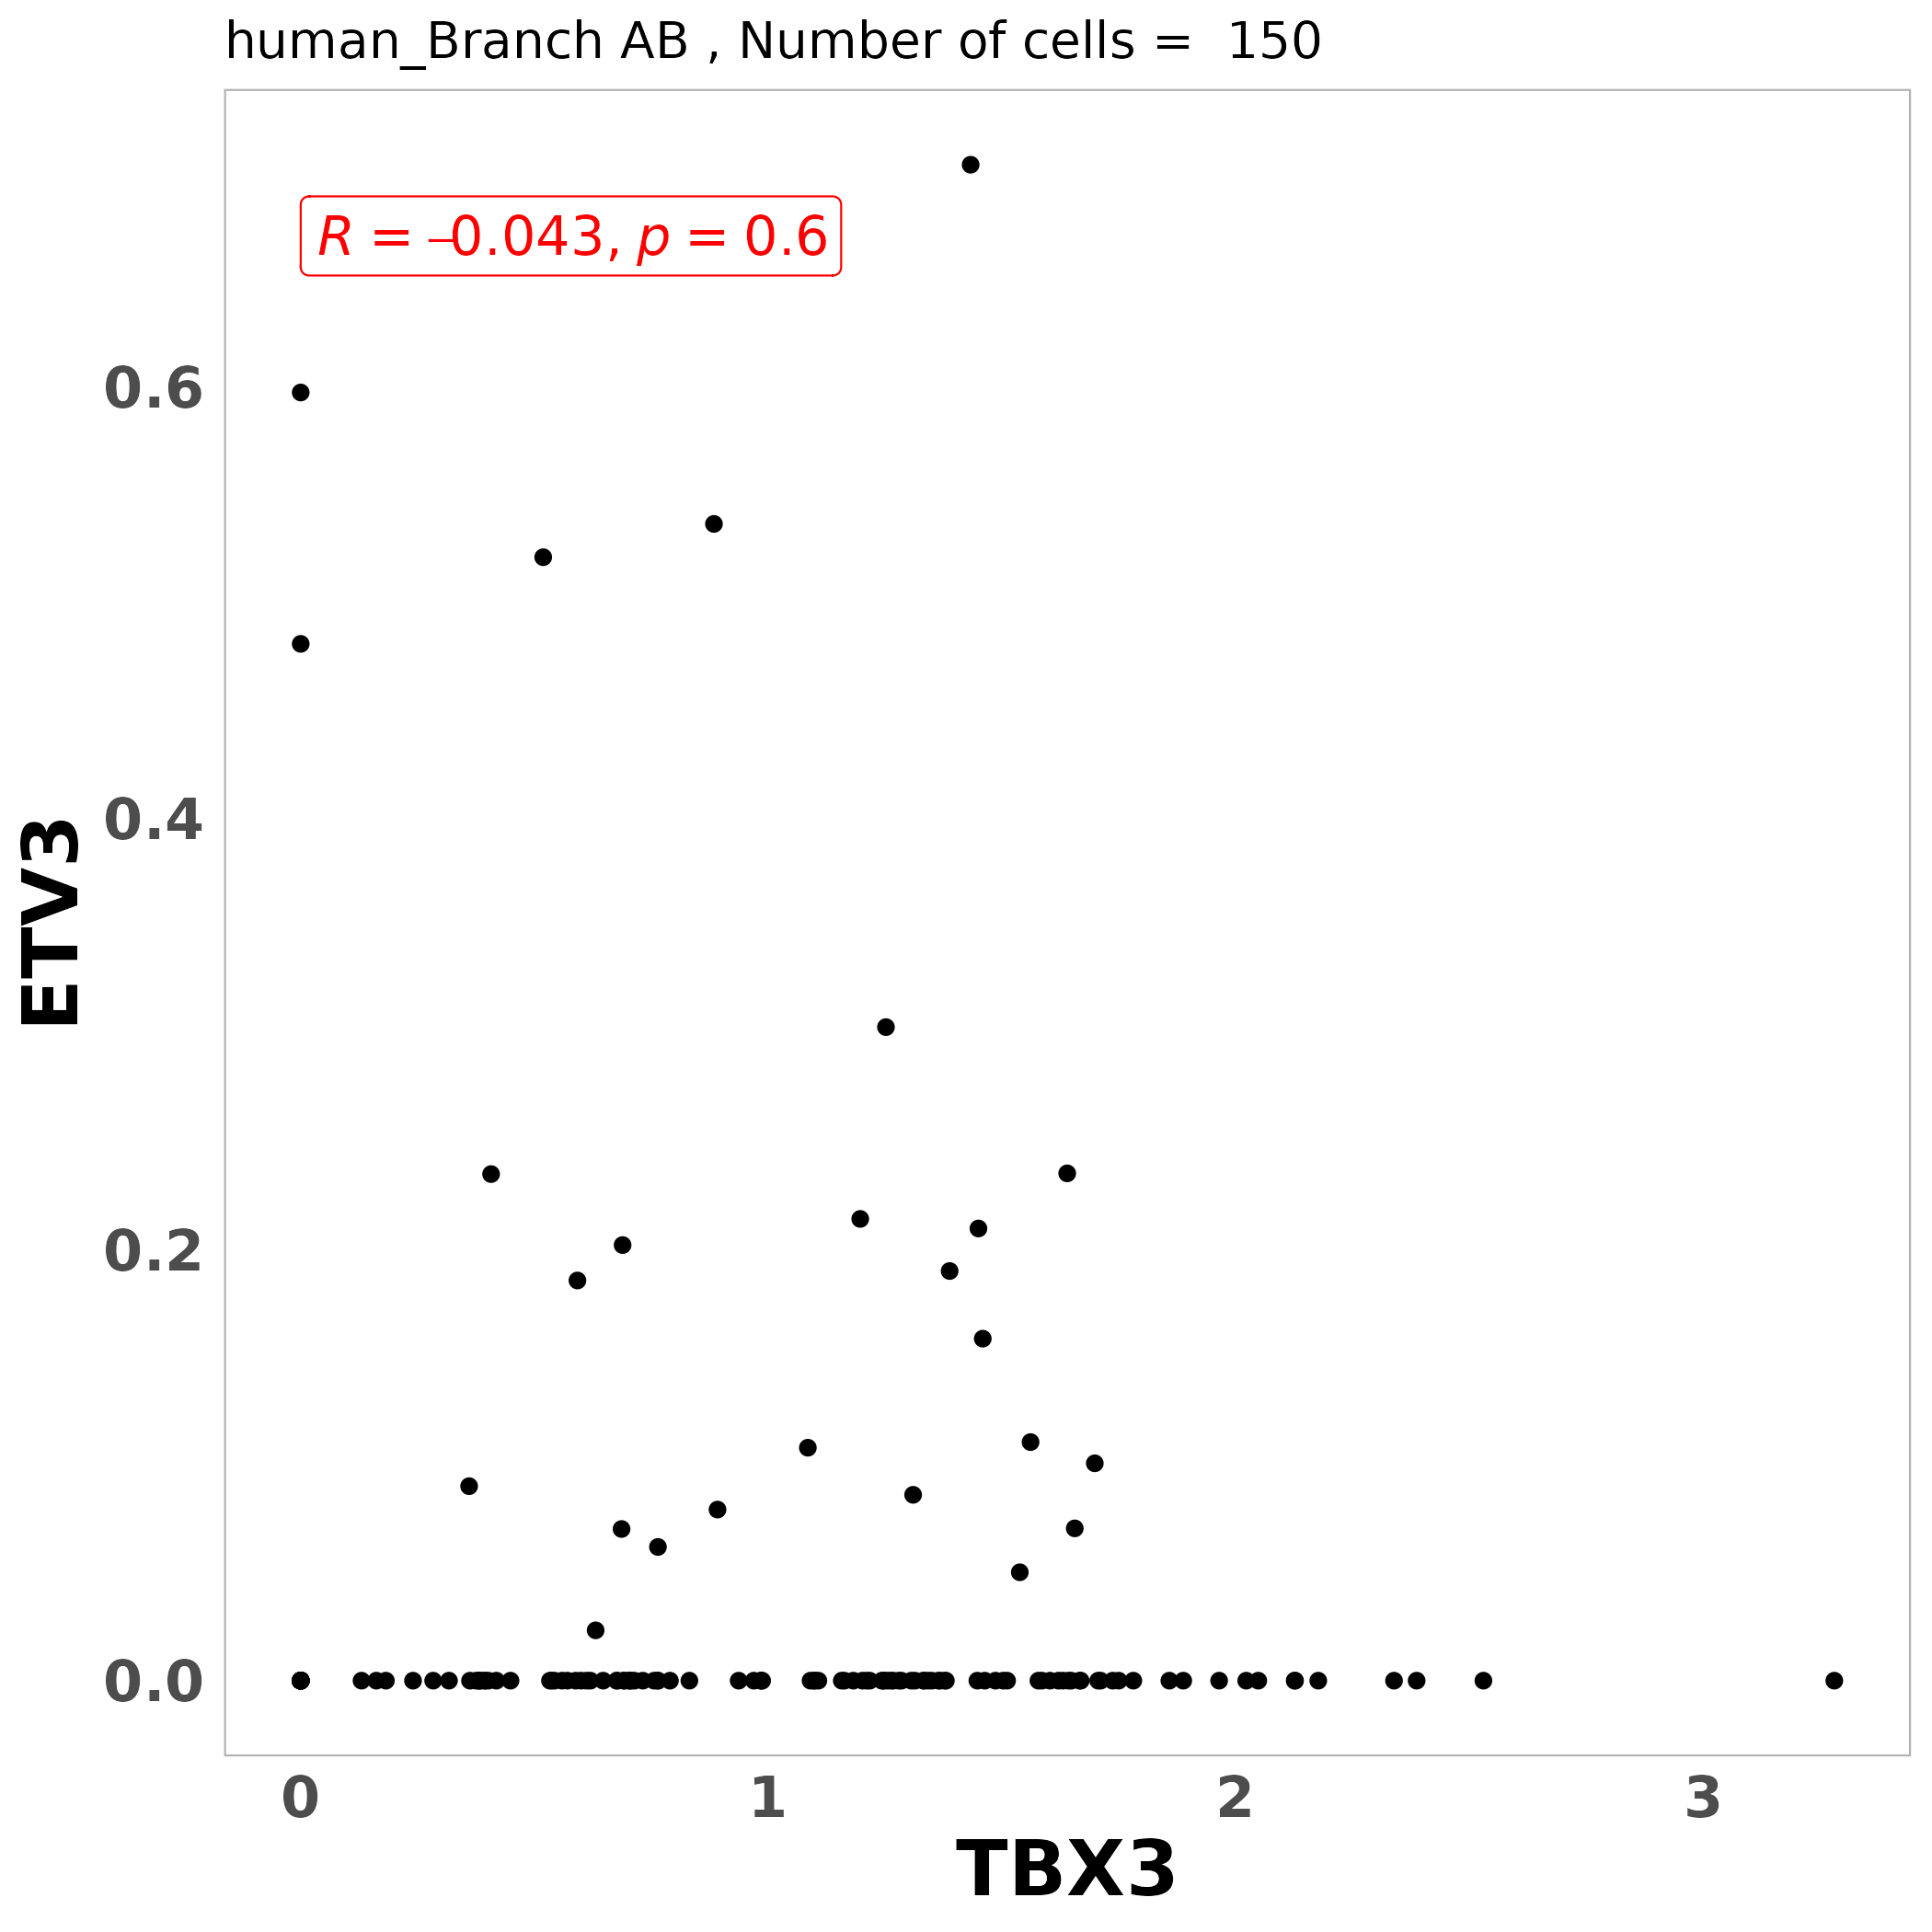 human_Branch AB , Number of cells =  150
R = –0.043, p = 0.6
0.6
0.4
0.2
0.0
ETV3
0 1 2 3
TBX3